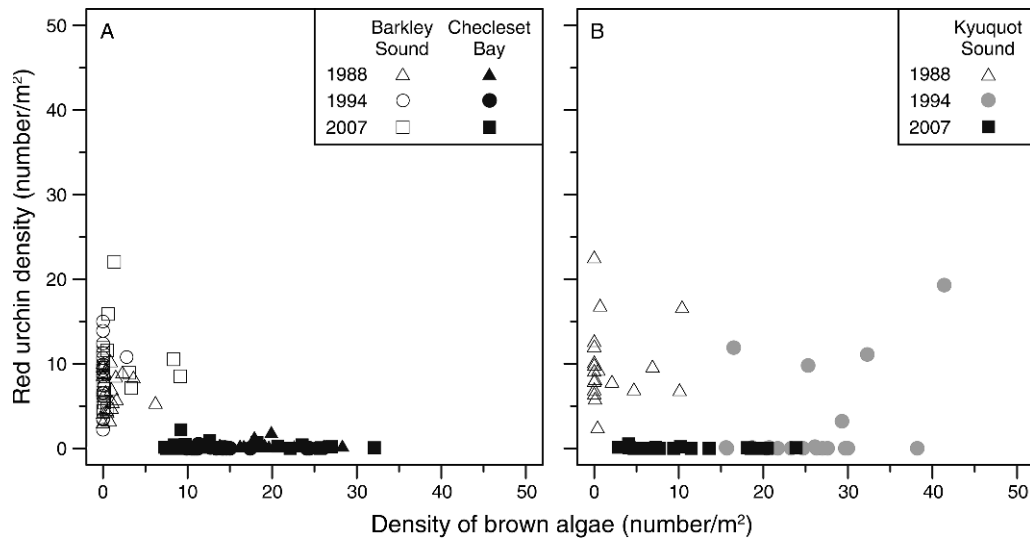 A
Barkley Sound
Checleset Bay
1988
1994
2007
B
Kyuquot Sound
1988
1994
2007
Red urchin density (number/m²)
50
40
30
20
10
0
0 10 20 30 40 50
0 10 20 30 40 50
Density of brown algae (number/m²)